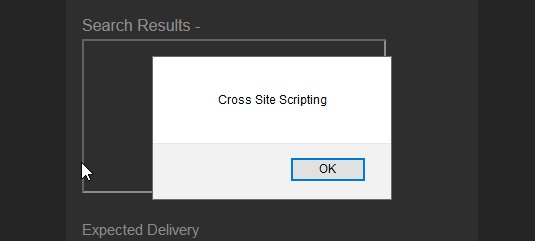 Search Results -
Cross Site Scripting
OK
Expected Delivery